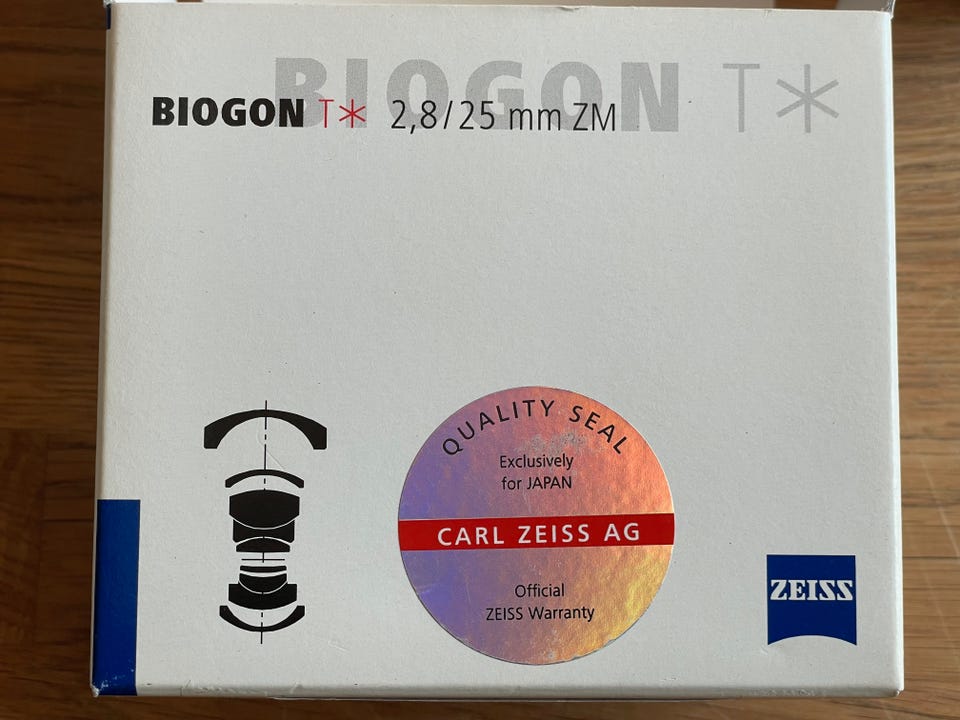 BIOGON T*
BIOGON T* 2,8/25 mm ZM
QUALITY SEAL
Exclusively
for JAPAN
CARL ZEISS AG
Official
ZEISS Warranty
ZEISS